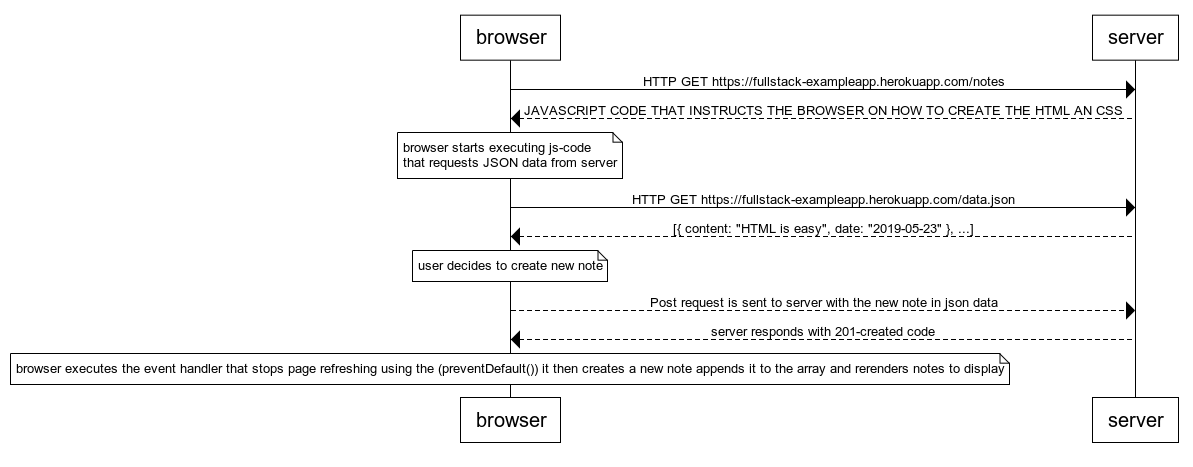 browser server
HTTP GET https://fullstack-exampleapp.herokuapp.com/notes
JAVASCRIPT CODE THAT INSTRUCTS THE BROWSER ON HOW TO CREATE THE HTML AN CSS
browser starts executing js-code
that requests JSON data from server
HTTP GET https://fullstack-exampleapp.herokuapp.com/data.json
[{ content: "HTML is easy", date: "2019-05-23" }, ...]
user decides to create new note
Post request is sent to server with the new note in json data
server responds with 201-created code
browser executes the event handler that stops page refreshing using the (preventDefault()) it then creates a new note appends it to the array and rerenders notes to display
browser server